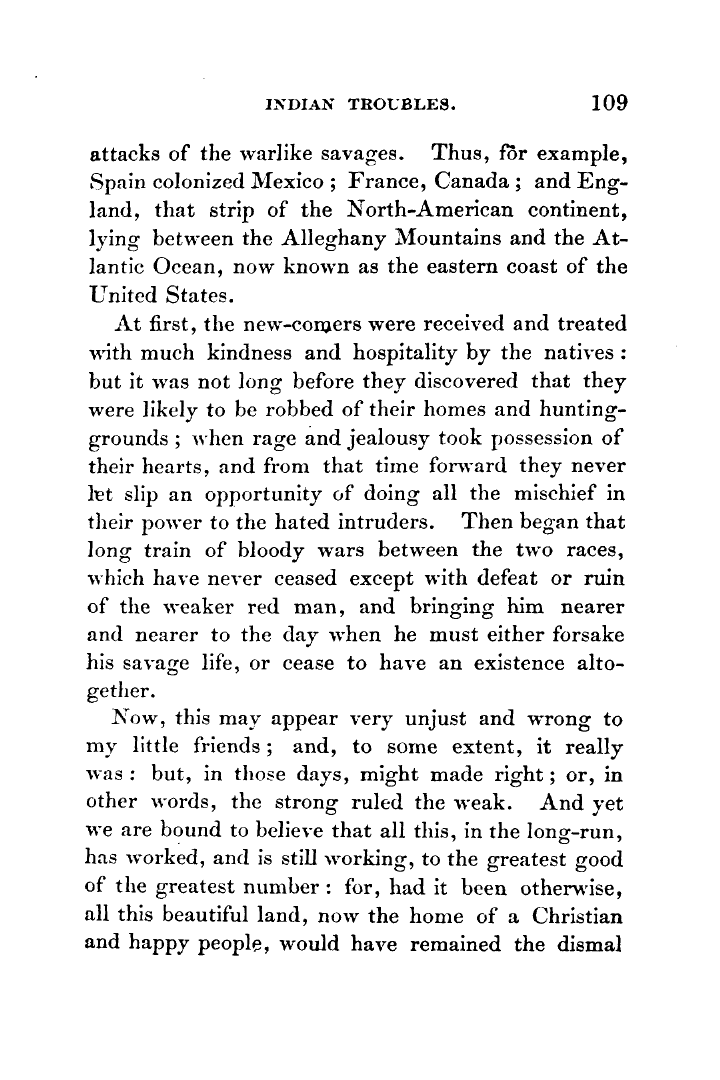 INDIAN TROUBLES. 109
attacks of the warlike savages. Thus, for example,
Spain colonized Mexico ; France, Canada ; and Eng-
land, that strip of the North-American continent,
lying between the Alleghany Mountains and the At-
lantic Ocean, now known as the eastern coast of the
United States.
At first, the new-comers were received and treated
with much kindness and hospitality by the natives :
but it was not long before they discovered that they
were likely to be robbed of their homes and hunting-
grounds ; when rage and jealousy took possession of
their hearts, and from that time forward they never
let slip an opportunity of doing all the mischief in
their power to the hated intruders. Then began that
long train of bloody wars between the two races,
which have never ceased except with defeat or ruin
of the weaker red man, and bringing him nearer
and nearer to the day when he must either forsake
his savage life, or cease to have an existence alto-
gether.
Now, this may appear very unjust and wrong to
my little friends ; and, to some extent, it really
was : but, in those days, might made right ; or, in
other words, the strong ruled the weak. And yet
we are bound to believe that all this, in the long-run,
has worked, and is still working, to the greatest good
of the greatest number : for, had it been otherwise,
all this beautiful land, now the home of a Christian
and happy people, would have remained the dismal